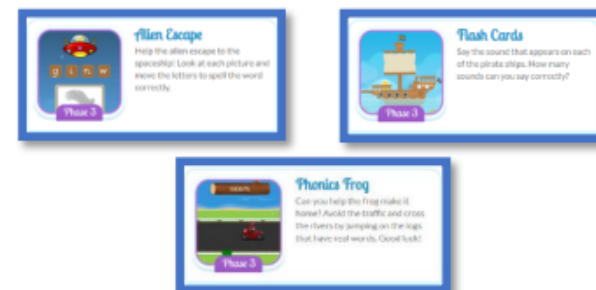 Alien Escape
Help the alien escape to the
spaceship! Look at each picture and
move the letters to spell the word
correctly.
g i n w
Phase 3
Flash Cards
Say the sound that appears on each
of the pirate ships. How many
sounds can you say correctly?
Phase 3
Phonics Frog
Can you help the frog make it
home? Avoid the traffic and cross
the rivers by jumping on the logs
that have real words. Good luck!
Phase 3